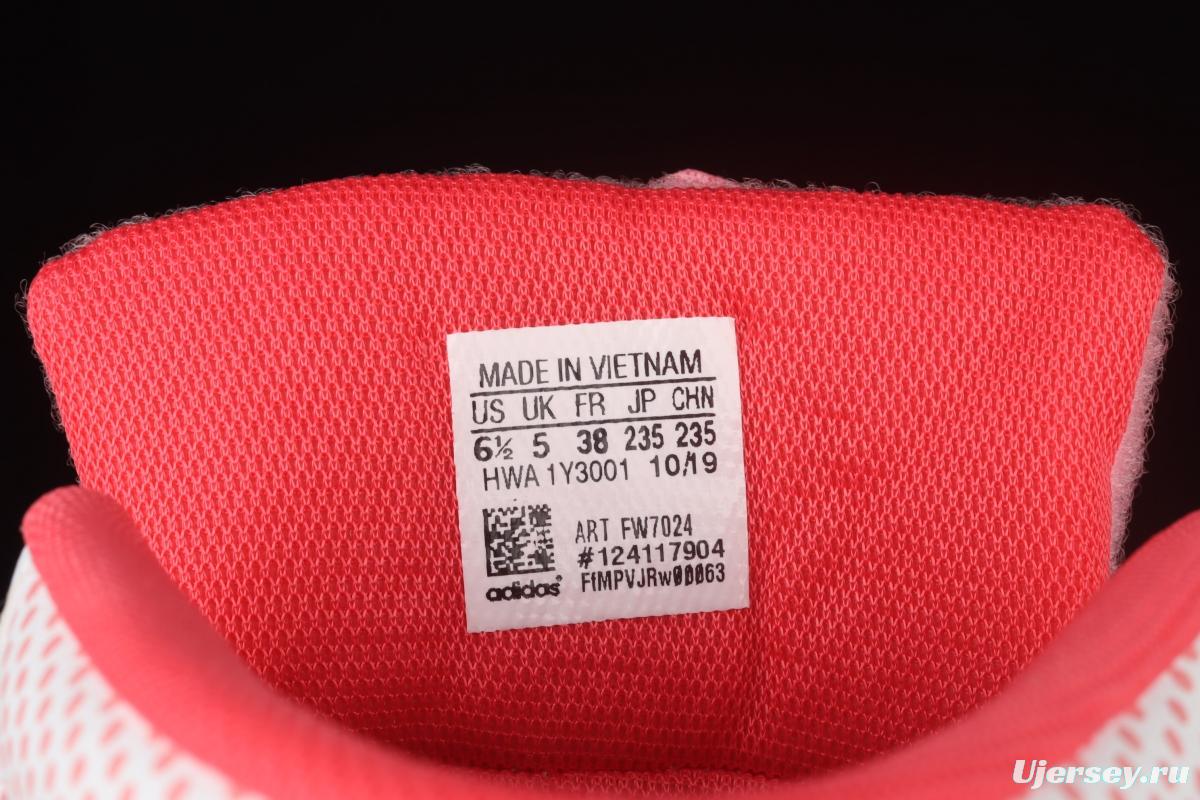 MADE IN VIETNAM
US UK FR JP CHN
6½ 5 38 235 235
HWA 1Y3001 10/19
ART FW7024
#124117904
FfMPVJRw00063
adidas
Ujersey.ru